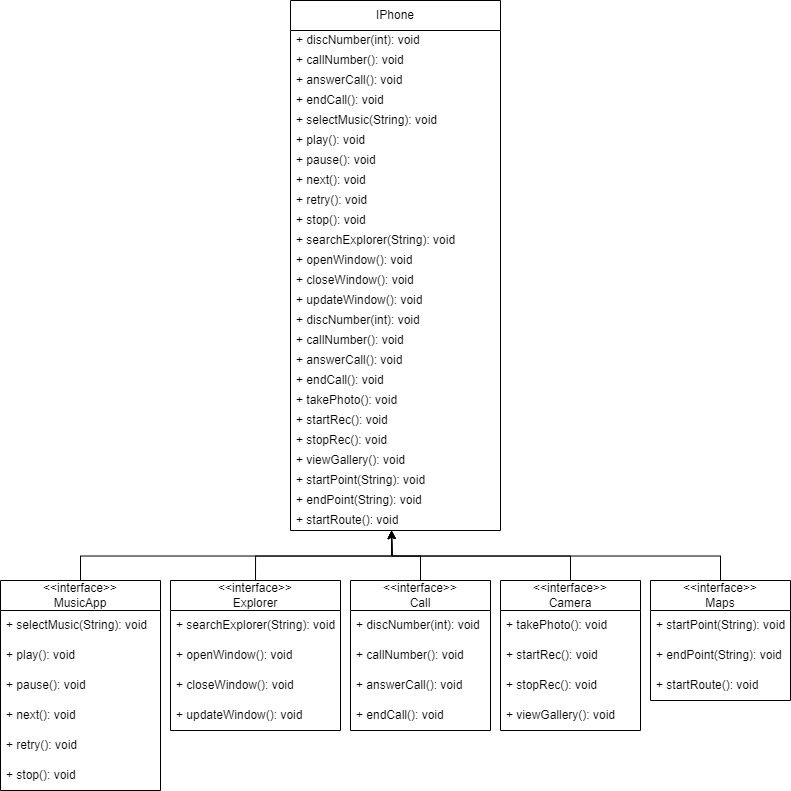 IPhone
+ discNumber(int): void
+ callNumber(): void
+ answerCall(): void
+ endCall(): void
+ selectMusic(String): void
+ play(): void
+ pause(): void
+ next(): void
+ retry(): void
+ stop(): void
+ searchExplorer(String): void
+ openWindow(): void
+ closeWindow(): void
+ updateWindow(): void
+ discNumber(int): void
+ callNumber(): void
+ answerCall(): void
+ endCall(): void
+ takePhoto(): void
+ startRec(): void
+ stopRec(): void
+ viewGallery(): void
+ startPoint(String): void
+ endPoint(String): void
+ startRoute(): void
<<interface>>
MusicApp
+ selectMusic(String): void
+ play(): void
+ pause(): void
+ next(): void
+ retry(): void
+ stop(): void
<<interface>>
Explorer
+ searchExplorer(String): void
+ openWindow(): void
+ closeWindow(): void
+ updateWindow(): void
<<interface>>
Call
+ discNumber(int): void
+ callNumber(): void
+ answerCall(): void
+ endCall(): void
<<interface>>
Camera
+ takePhoto(): void
+ startRec(): void
+ stopRec(): void
+ viewGallery(): void
<<interface>>
Maps
+ startPoint(String): void
+ endPoint(String): void
+ startRoute(): void